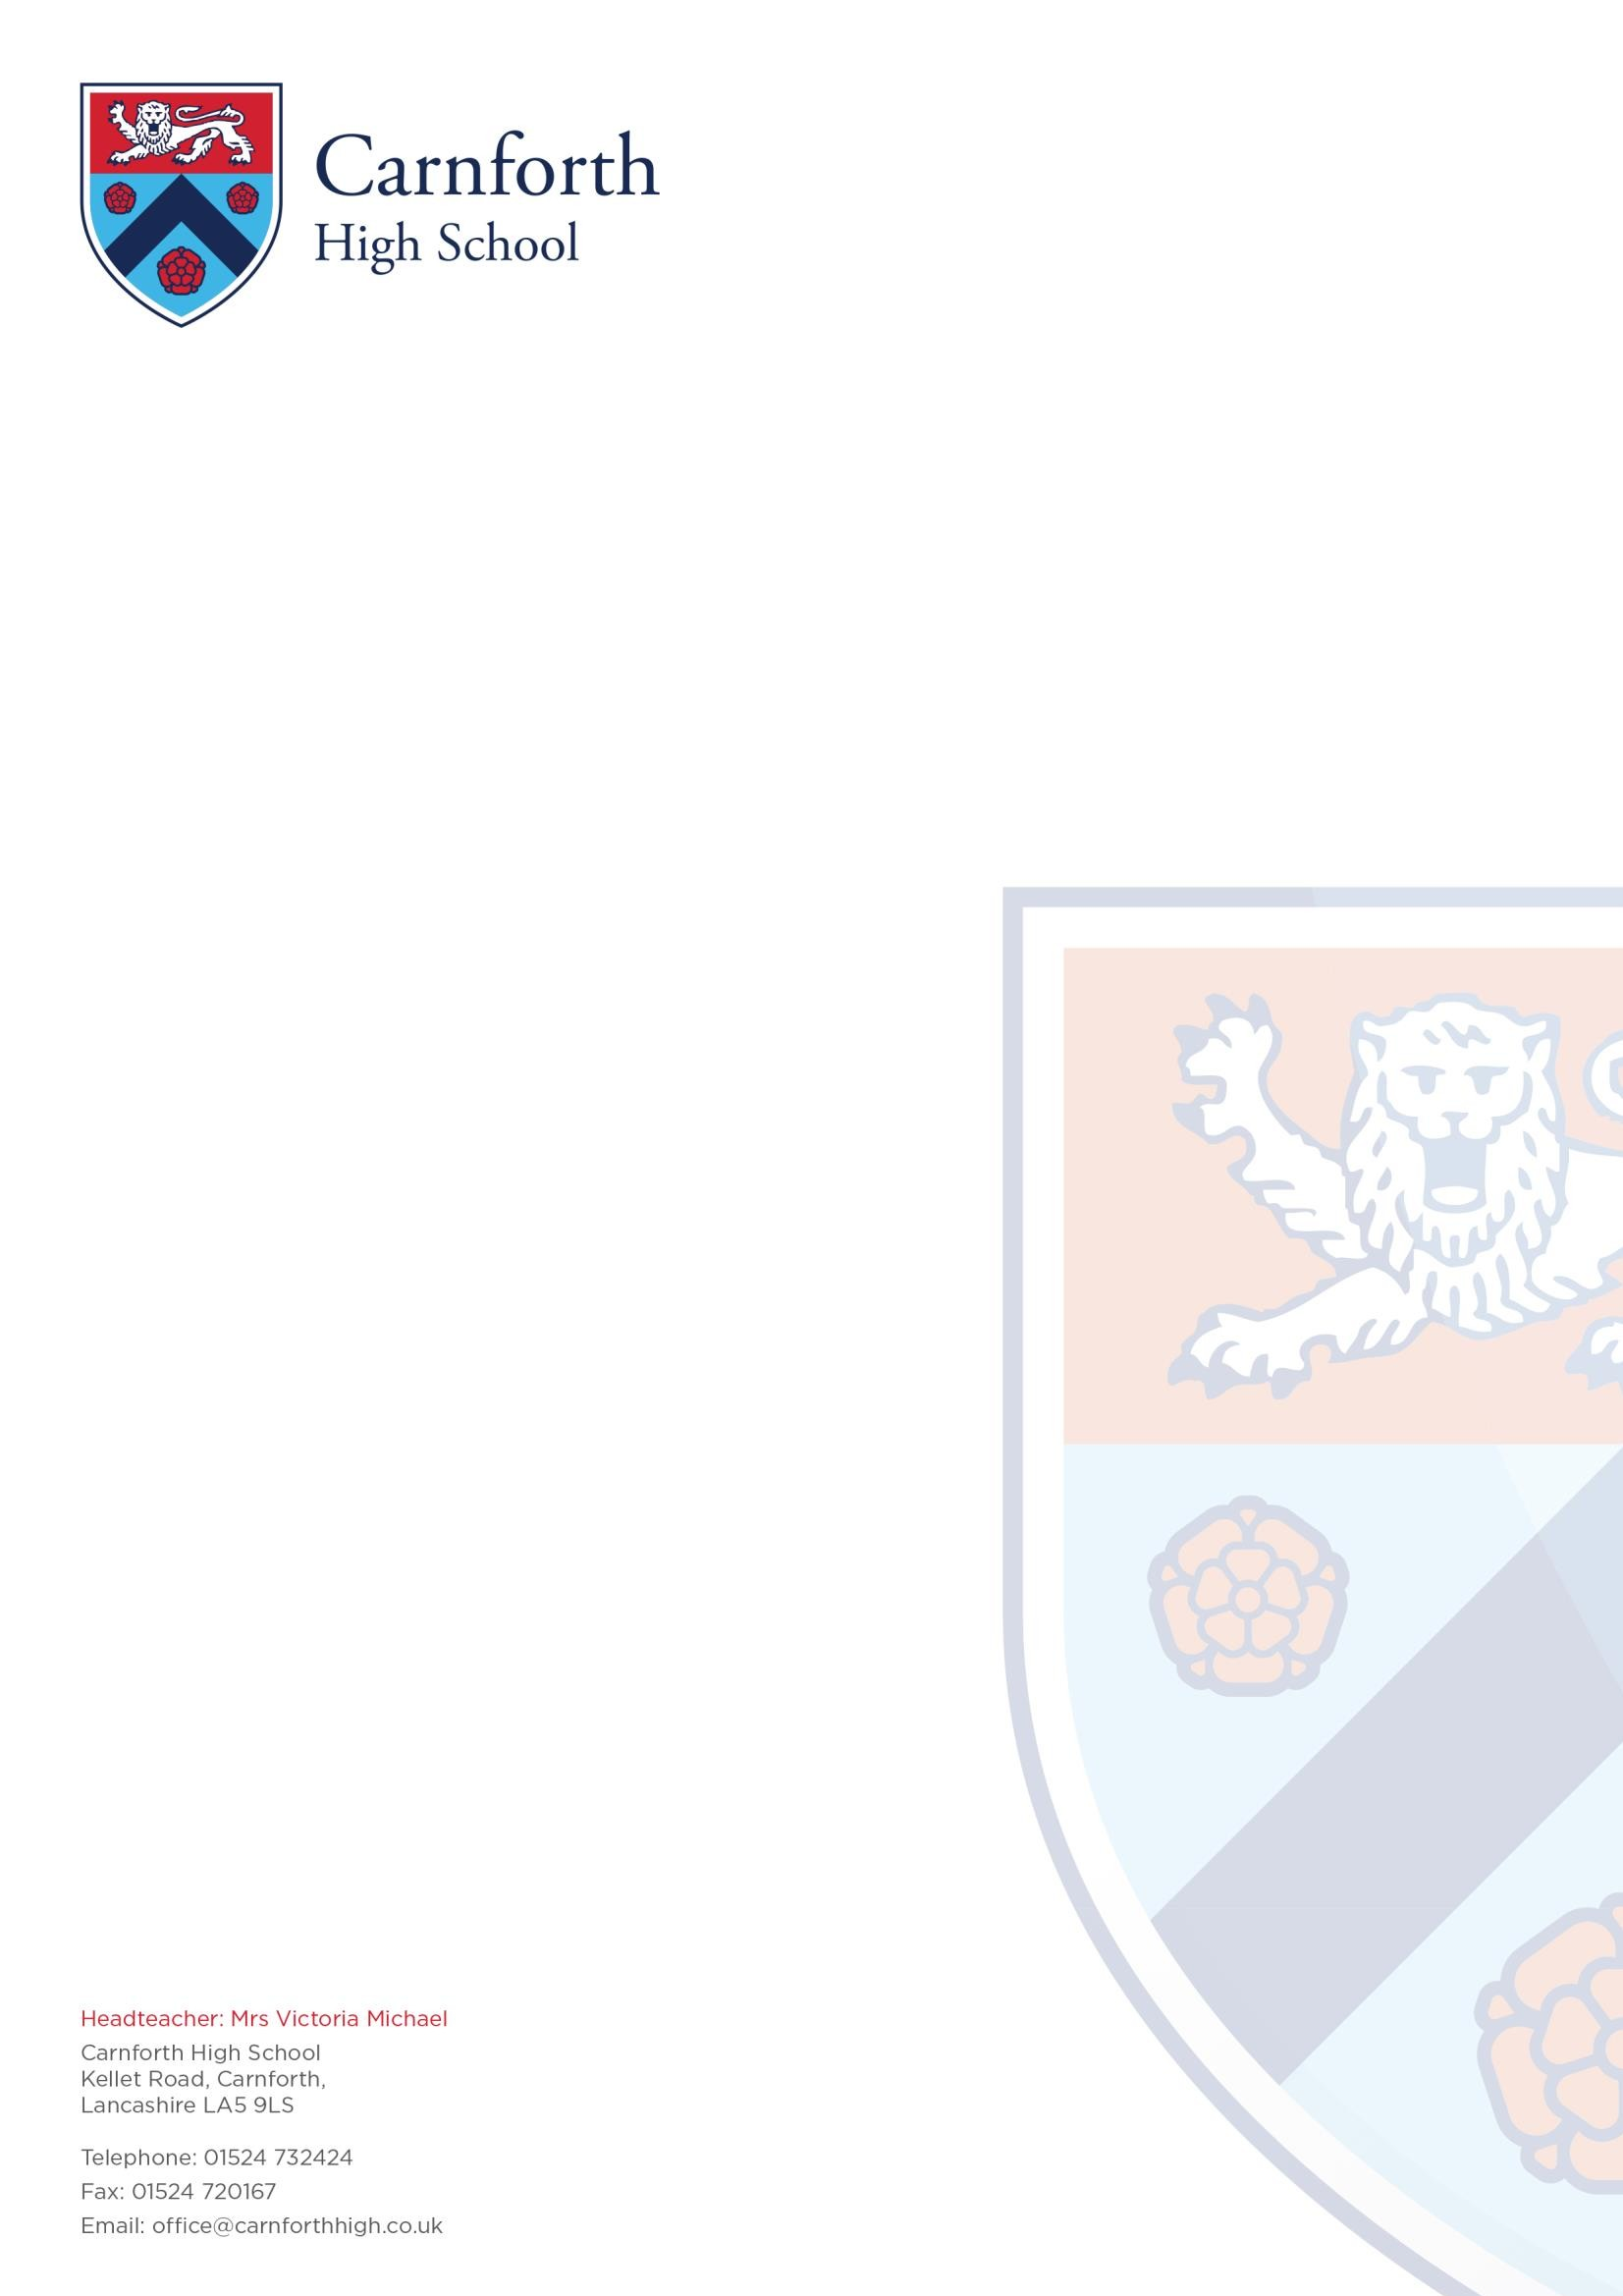 Carnforth
High School
Headteacher: Mrs Victoria Michael
Carnforth High School
Kellet Road, Carnforth,
Lancashire LA5 9LS
Telephone: 01524 732424
Fax: 01524 720167
Email: office@carnforthhigh.co.uk